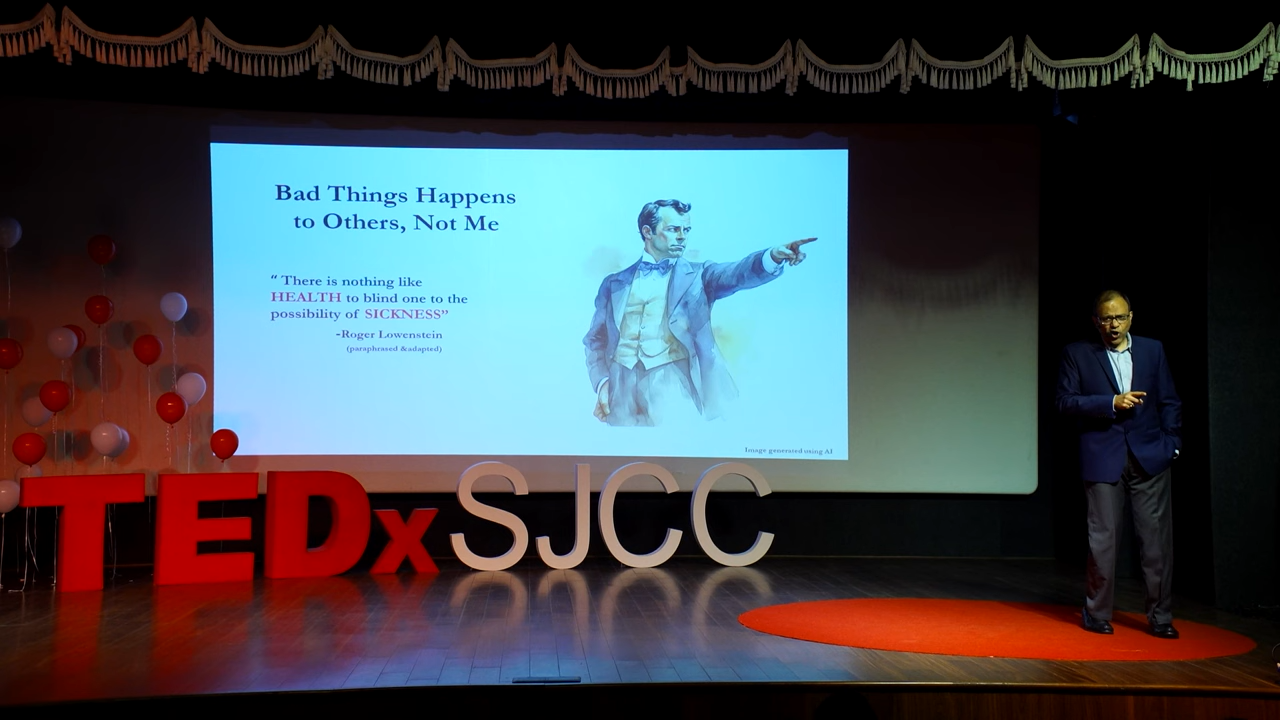 Bad Things Happens
to Others, Not Me
“ There is nothing like
HEALTH to blind one to the
possibility of SICKNESS”
-Roger Lowenstein
(paraphrased &adapted)
Image generated using AI
TEDx SJCC